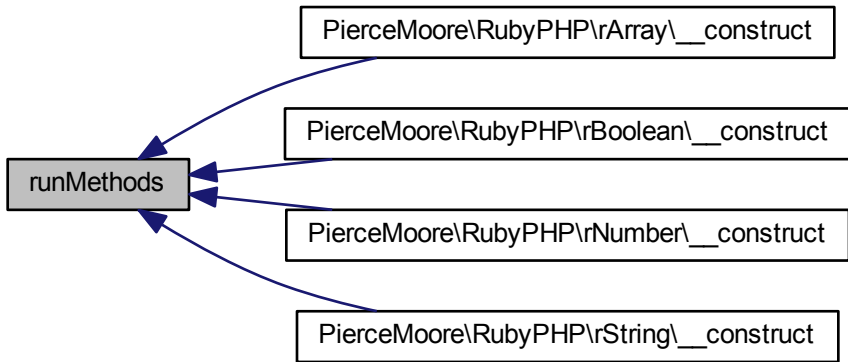 PierceMoore\RubyPHP\rArray\__construct
PierceMoore\RubyPHP\rBoolean\__construct
runMethods
PierceMoore\RubyPHP\rNumber\__construct
PierceMoore\RubyPHP\rString\__construct